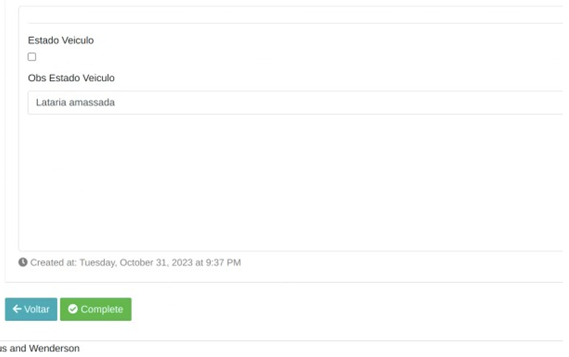 Estado Veiculo
Obs Estado Veiculo
Lataria amassada
Created at: Tuesday, October 31, 2023 at 9:37 PM
Voltar Complete
and Wenderson